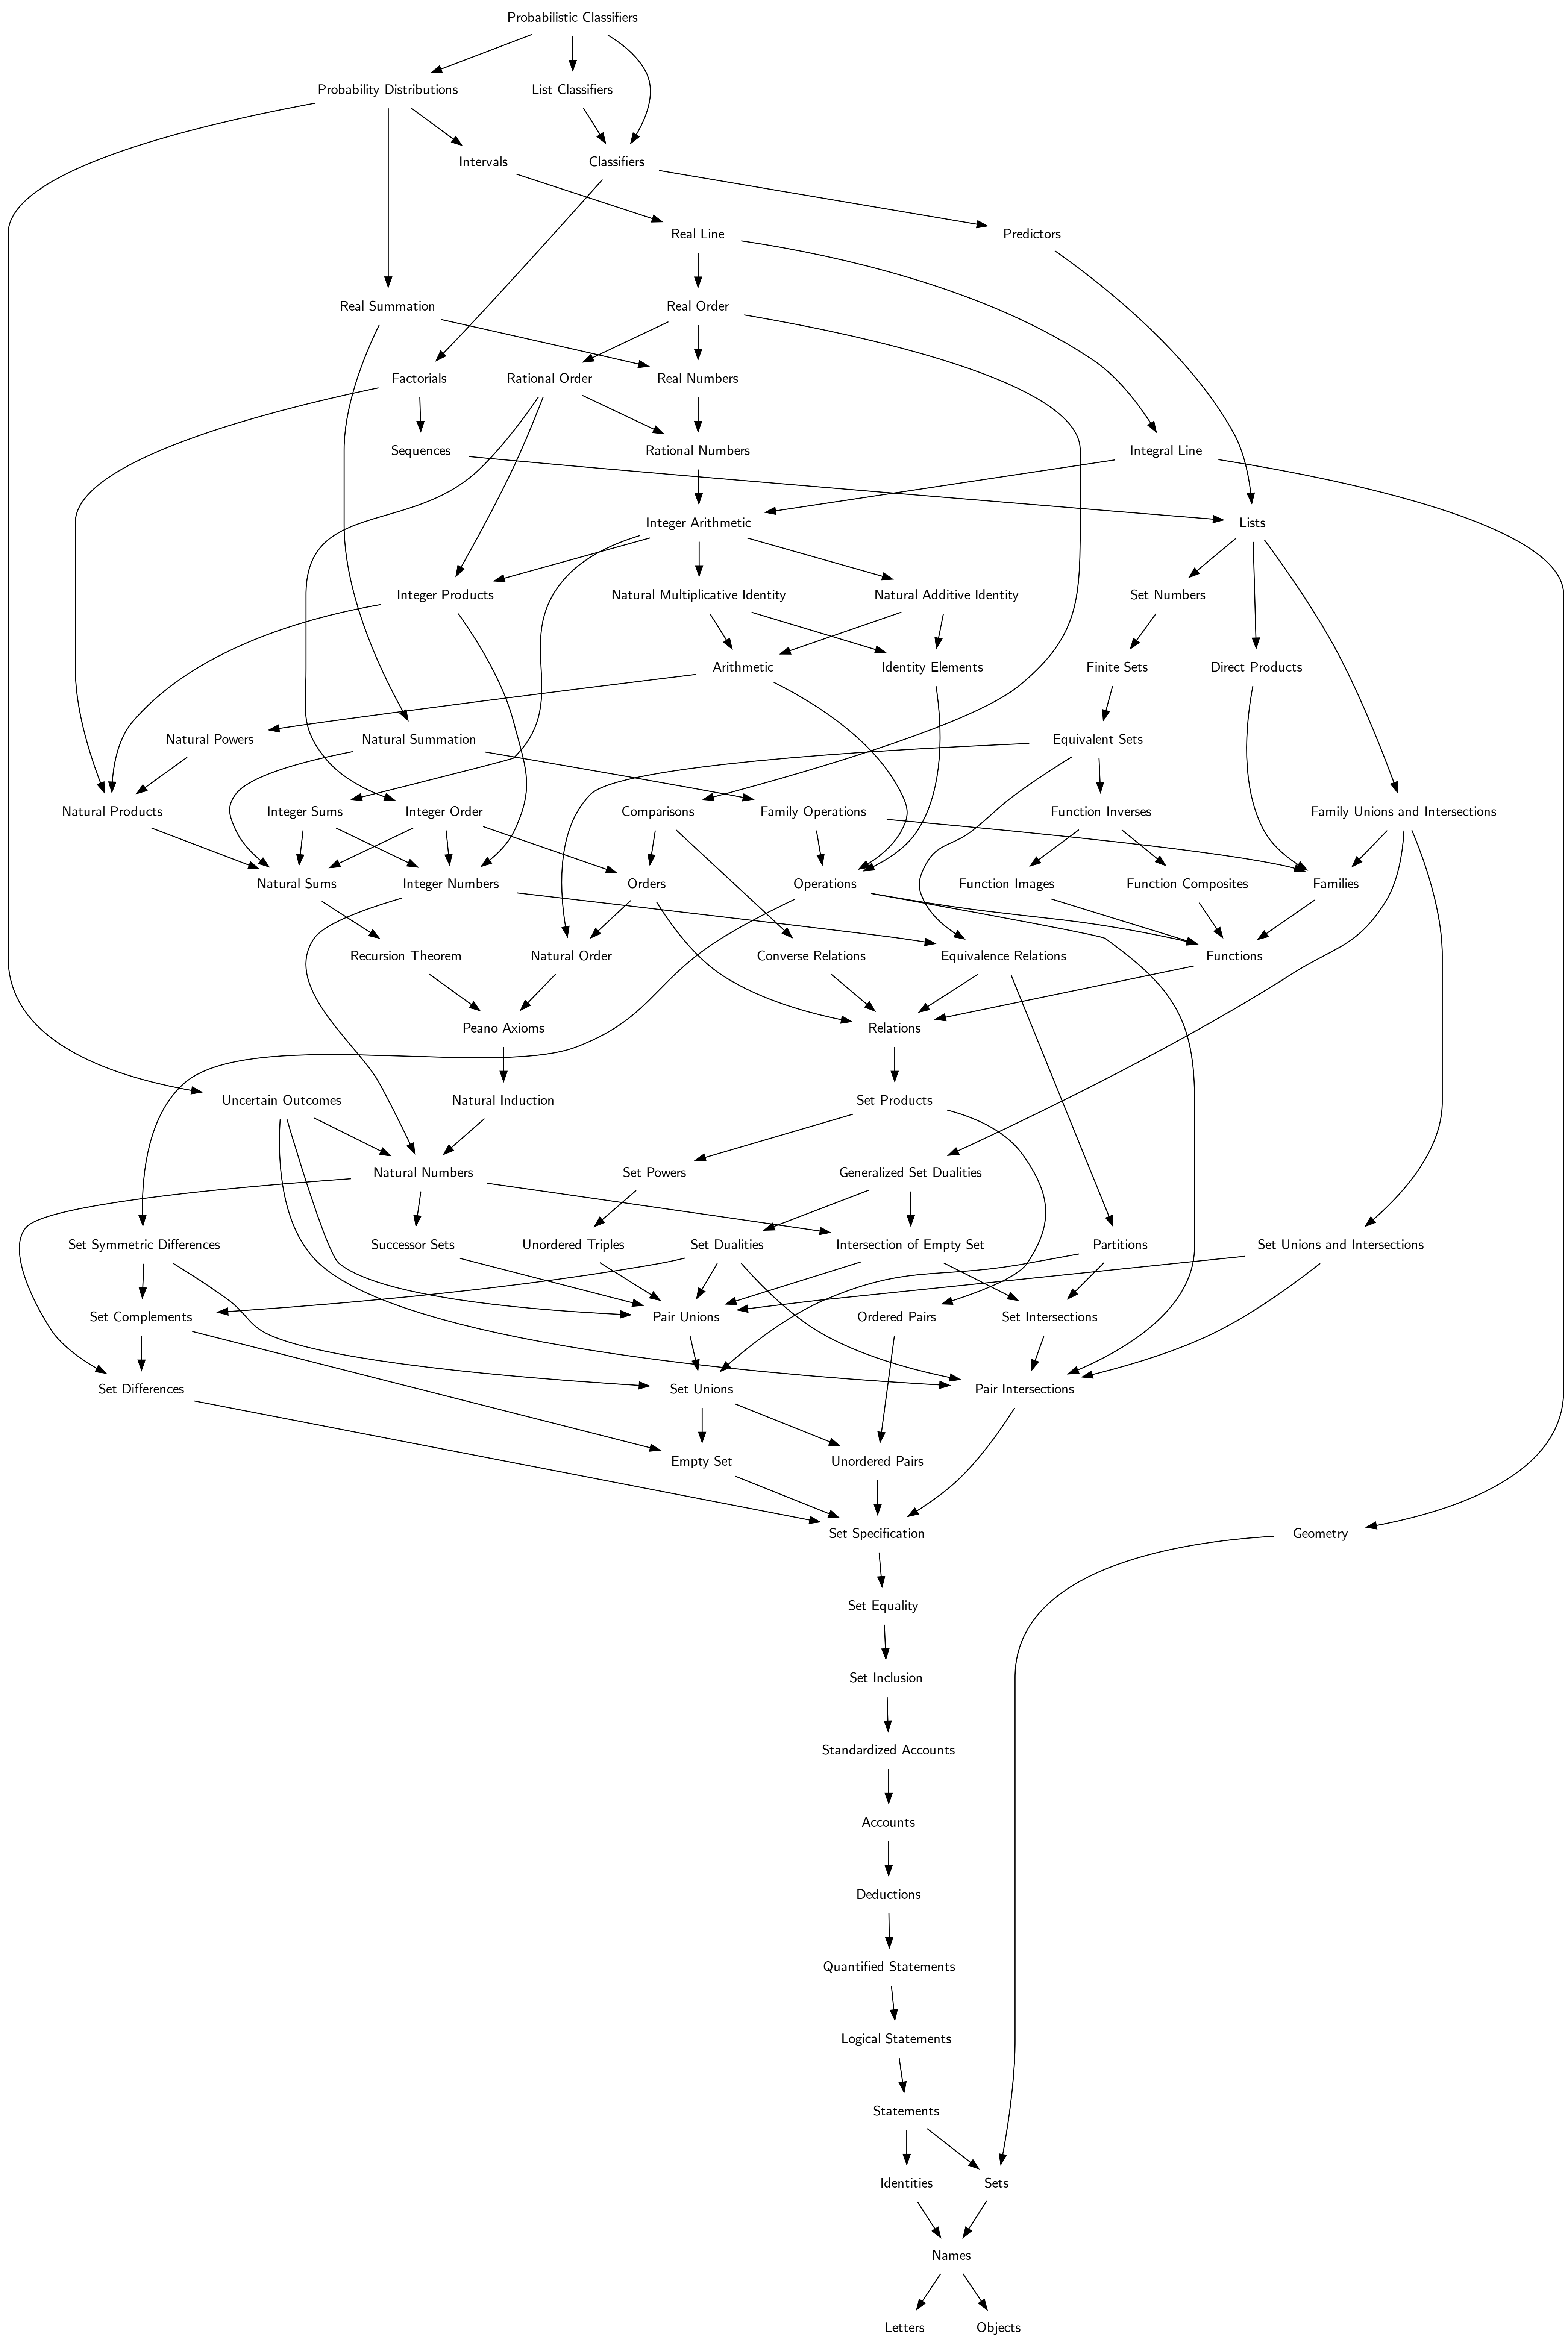 Probabilistic Classifiers
Probability Distributions
List Classifiers
Intervals
Classifiers
Real Line
Predictors
Real Summation
Real Order
Factorials
Rational Order
Real Numbers
Sequences
Rational Numbers
Integral Line
Integer Arithmetic
Lists
Integer Products
Natural Multiplicative Identity
Natural Additive Identity
Set Numbers
Arithmetic
Identity Elements
Finite Sets
Direct Products
Natural Powers
Natural Summation
Equivalent Sets
Natural Products
Integer Sums
Integer Order
Comparisons
Family Operations
Function Inverses
Family Unions and Intersections
Natural Sums
Integer Numbers
Orders
Operations
Function Images
Function Composites
Families
Recursion Theorem
Natural Order
Converse Relations
Equivalence Relations
Functions
Peano Axioms
Relations
Uncertain Outcomes
Natural Induction
Set Products
Natural Numbers
Set Powers
Generalized Set Dualities
Set Symmetric Differences
Successor Sets
Unordered Triples
Set Dualities
Intersection of Empty Set
Partitions
Set Unions and Intersections
Set Complements
Pair Unions
Ordered Pairs
Set Intersections
Set Differences
Set Unions
Pair Intersections
Empty Set
Unordered Pairs
Set Specification
Geometry
Set Equality
Set Inclusion
Standardized Accounts
Accounts
Deductions
Quantified Statements
Logical Statements
Statements
Identities
Sets
Names
Letters
Objects